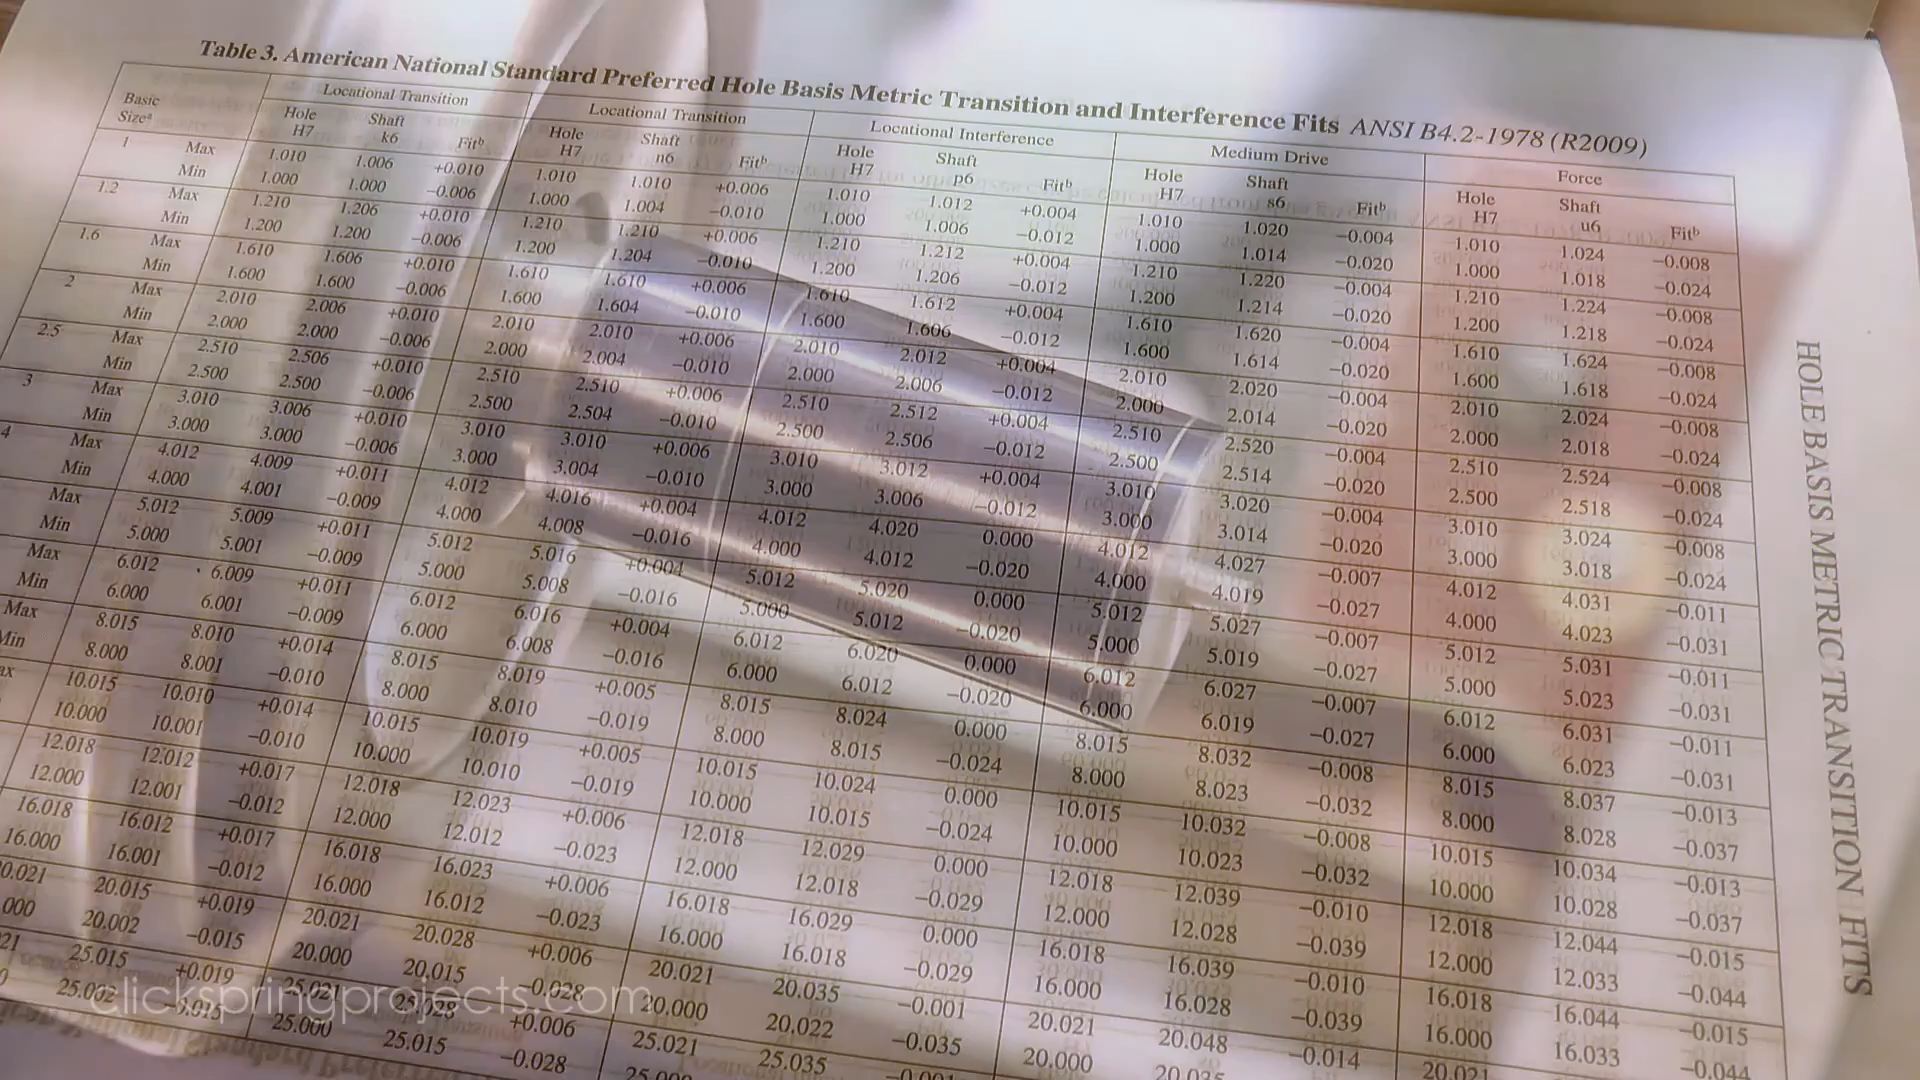 Table 3. American National Standard Preferred Hole Basis Metric Transition and Interference Fits ANSI B4.2-1978 (R2009)
Locational Transition Locational Transition Locational Interference Medium Drive Force
Basic Sizeᵃ Hole H7 Shaft k6 Fitᵇ Hole H7 Shaft n6 Fitᵇ Hole H7 Shaft p6 Fitᵇ Hole H7 Shaft s6 Fitᵇ Hole H7 Shaft u6 Fitᵇ
1 Max 1.010 1.006 +0.010 1.010 1.010 +0.006 1.010 1.012 +0.004 1.010 1.020 −0.004 1.010 1.024 −0.008
Min 1.000 1.000 −0.006 1.000 1.004 −0.010 1.000 1.006 −0.012 1.000 1.014 −0.020 1.000 1.018 −0.024
1.2 Max 1.210 1.206 +0.010 1.210 1.210 +0.006 1.210 1.212 +0.004 1.210 1.220 −0.004 1.210 1.224 −0.008
Min 1.200 1.200 −0.006 1.200 1.204 −0.010 1.200 1.206 −0.012 1.200 1.214 −0.020 1.200 1.218 −0.024
1.6 Max 1.610 1.606 +0.010 1.610 1.610 +0.006 1.610 1.612 +0.004 1.610 1.620 −0.004 1.610 1.624 −0.008
Min 1.600 1.600 −0.006 1.600 1.604 −0.010 1.600 1.606 −0.012 1.600 1.614 −0.020 1.600 1.618 −0.024
2 Max 2.010 2.006 +0.010 2.010 2.010 +0.006 2.010 2.012 +0.004 2.010 2.020 −0.004 2.010 2.024 −0.008
Min 2.000 2.000 −0.006 2.000 2.004 −0.010 2.000 2.006 −0.012 2.000 2.014 −0.020 2.000 2.018 −0.024
2.5 Max 2.510 2.506 +0.010 2.510 2.510 +0.006 2.510 2.512 +0.004 2.510 2.520 −0.004 2.510 2.524 −0.008
Min 2.500 2.500 −0.006 2.500 2.504 −0.010 2.500 2.506 −0.012 2.500 2.514 −0.020 2.500 2.518 −0.024
3 Max 3.010 3.006 +0.010 3.010 3.010 +0.006 3.010 3.012 +0.004 3.010 3.020 −0.004 3.010 3.024 −0.008
Min 3.000 3.000 −0.006 3.000 3.004 −0.010 3.000 3.006 −0.012 3.000 3.014 −0.020 3.000 3.018 −0.024
4 Max 4.012 4.009 +0.011 4.012 4.016 +0.004 4.012 4.020 0.000 4.012 4.027 −0.007 4.012 4.031 −0.011
Min 4.000 4.001 −0.009 4.000 4.008 −0.016 4.000 4.012 −0.020 4.000 4.019 −0.027 4.000 4.023 −0.031
Max 5.012 5.009 +0.011 5.012 5.016 +0.004 5.012 5.020 0.000 5.012 5.027 −0.007 5.012 5.031 −0.011
Min 5.000 5.001 −0.009 5.000 5.008 −0.016 5.000 5.012 −0.020 5.000 5.019 −0.027 5.000 5.023 −0.031
Max 6.012 6.009 +0.011 6.012 6.016 +0.004 6.012 6.020 0.000 6.012 6.027 −0.007 6.012 6.031 −0.011
Min 6.000 6.001 −0.009 6.000 6.008 −0.016 6.000 6.012 −0.020 6.000 6.019 −0.027 6.000 6.023 −0.031
Max 8.015 8.010 +0.014 8.015 8.019 +0.005 8.015 8.024 0.000 8.015 8.032 −0.008 8.015 8.037 −0.013
Min 8.000 8.001 −0.010 8.000 8.010 −0.019 8.000 8.015 −0.024 8.000 8.023 −0.032 8.000 8.028 −0.037
ax 10.015 10.010 +0.014 10.015 10.019 +0.005 10.015 10.024 0.000 10.015 10.032 −0.008 10.015 10.034 −0.013
10.000 10.001 −0.010 10.000 10.010 −0.019 10.000 10.015 −0.024 10.000 10.023 −0.032 10.000 10.028 −0.037
12.018 12.012 +0.017 12.018 12.023 +0.006 12.018 12.029 0.000 12.018 12.039 −0.010 12.018 12.044 −0.015
12.000 12.001 −0.012 12.000 12.012 −0.023 12.000 12.018 −0.029 12.000 12.028 −0.039 12.000 12.033 −0.044
16.018 16.012 +0.017 16.018 16.023 +0.006 16.018 16.029 0.000 16.018 16.039 −0.010 16.018 16.044 −0.015
16.000 16.001 −0.012 16.000 16.012 −0.023 16.000 16.018 −0.029 16.000 16.028 −0.039 16.000 16.033 −0.044
0.021 20.015 +0.019 20.021 20.028 +0.006 20.021 20.035 −0.001 20.021 20.048 −0.014 20.021
.000 20.002 −0.015 20.000 20.015 −0.028 20.000 20.022 −0.035 20.000 20.035
21 25.015 +0.019 25.021 25.028 +0.006 25.021 25.035
25.002 −0.015 25.000 25.015 −0.028
HOLE BASIS METRIC TRANSITION FITS
clickspringprojects.com